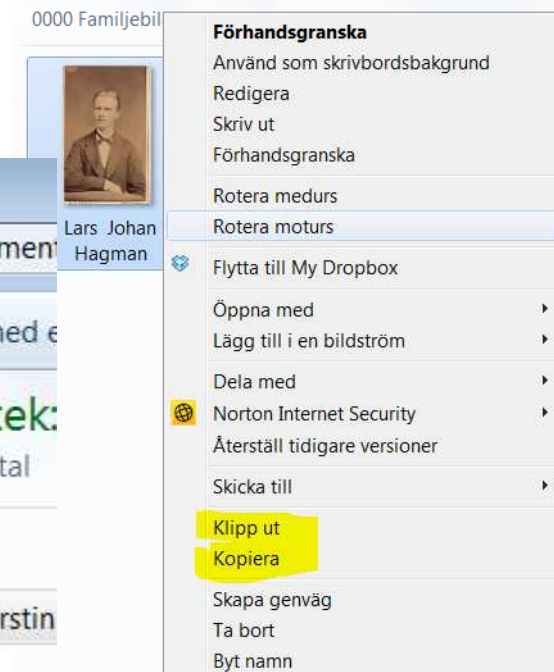 0000 Familjebil
Lars Johan
Hagman
ment
ned e
tek:
tal
rstin
Förhandsgranska
Använd som skrivbordsbakgrund
Redigera
Skriv ut
Förhandsgranska
Rotera medurs
Rotera moturs
Flytta till My Dropbox
Öppna med
Lägg till i en bildström
Dela med
Norton Internet Security
Återställ tidigare versioner
Skicka till
Klipp ut
Kopiera
Skapa genväg
Ta bort
Byt namn